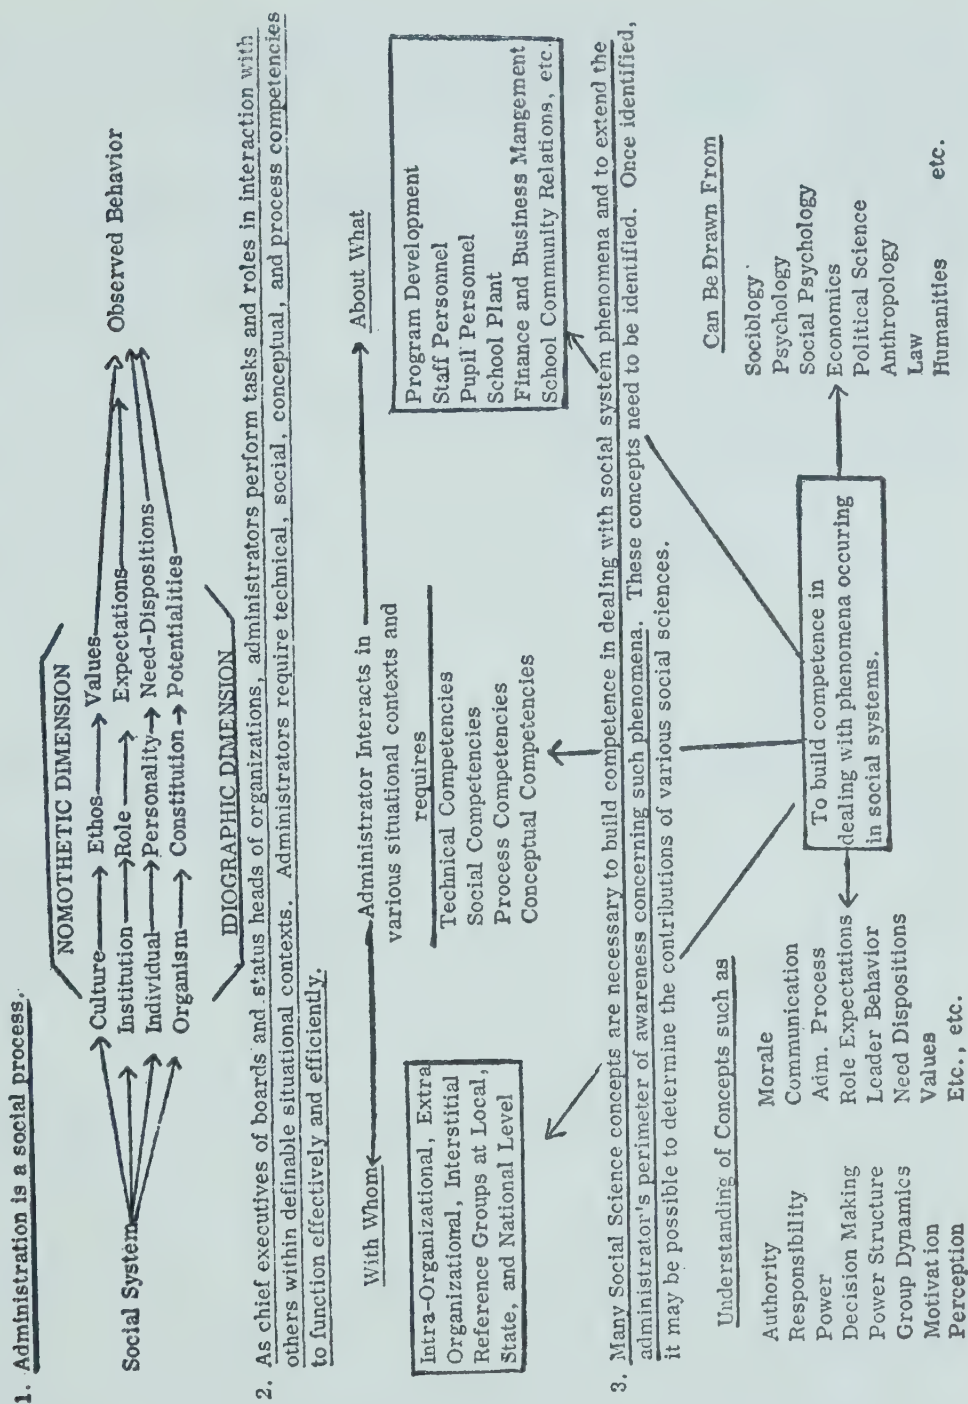 1. Administration is a social process.
NOMOTHETIC DIMENSION
Culture Ethos Values
Institution Role Expectations
Social System Observed Behavior
Individual Personality Need-Dispositions
Organism Constitution Potentialities
IDIOGRAPHIC DIMENSION
2. As chief executives of boards and status heads of organizations, administrators perform tasks and roles in interaction with
others within definable situational contexts. Administrators require technical, social, conceptual, and process competencies
to function effectively and efficiently.
With Whom
Administrator Interacts in
various situational contexts and
requires
About What
Intra-Organizational, Extra
Organizational, Interstitial
Reference Groups at Local,
State, and National Level
Technical Competencies
Social Competencies
Process Competencies
Conceptual Competencies
Program Development
Staff Personnel
Pupil Personnel
School Plant
Finance and Business Mangement
School Community Relations, etc.
3. Many Social Science concepts are necessary to build competence in dealing with social system phenomena and to extend the
administrator's perimeter of awareness concerning such phenomena. These concepts need to be identified. Once identified,
it may be possible to determine the contributions of various social sciences.
Understanding of Concepts such as
Authority Morale
Responsibility Communication
Power Adm. Process
Decision Making Role Expectations
Power Structure Leader Behavior
Group Dynamics Need Dispositions
Motivation Values
Perception Etc., etc.
To build competence in
dealing with phenomena occuring
in social systems.
Can Be Drawn From
Sociology
Psychology
Social Psychology
Economics
Political Science
Anthropology
Law
Humanities etc.